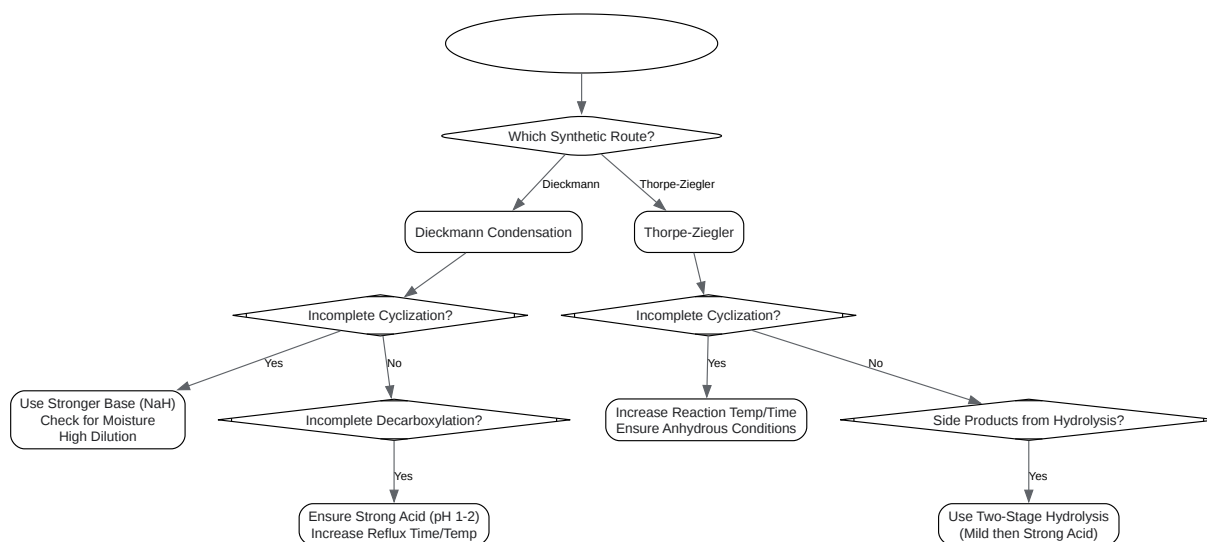 Which Synthetic Route?
Dieckmann
Thorpe-Ziegler
Dieckmann Condensation
Thorpe-Ziegler
Incomplete Cyclization?
Incomplete Cyclization?
Yes
No
Yes
No
Use Stronger Base (NaH)
Check for Moisture
High Dilution
Incomplete Decarboxylation?
Increase Reaction Temp/Time
Ensure Anhydrous Conditions
Side Products from Hydrolysis?
Yes
Yes
Ensure Strong Acid (pH 1-2)
Increase Reflux Time/Temp
Use Two-Stage Hydrolysis
(Mild then Strong Acid)